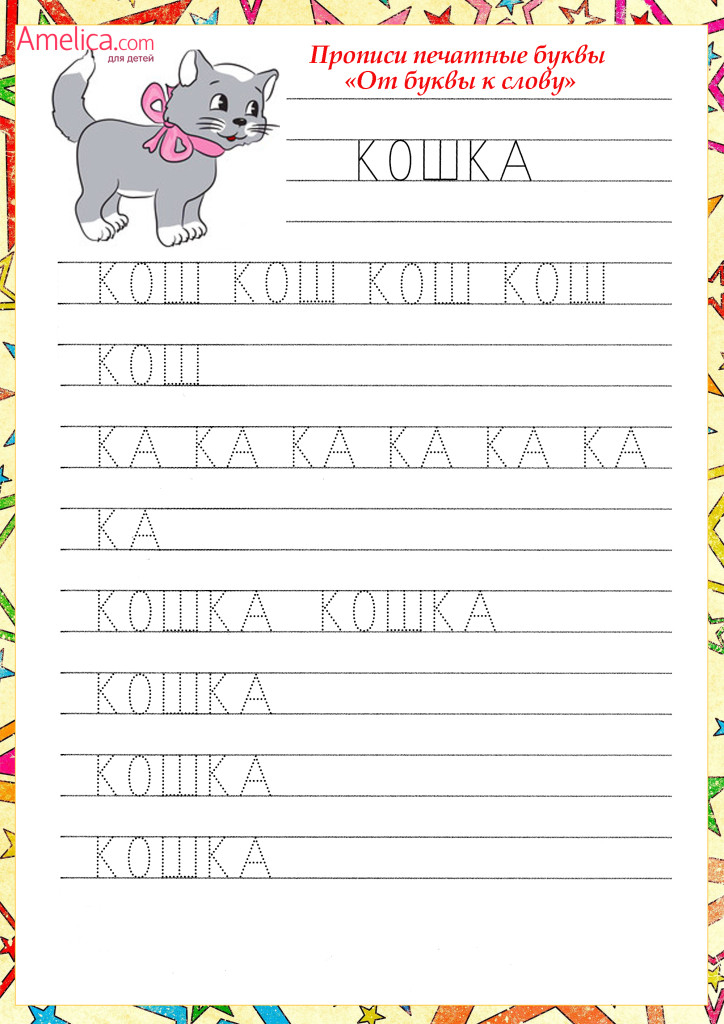 Amelica.com
для детей
Прописи печатные буквы
«От буквы к слову»
КОШКА
КОШ КОШ КОШ КОШ
КОШ
КА КА КА КА КА КА
КА
КОШКА КОШКА
КОШКА
КОШКА
КОШКА